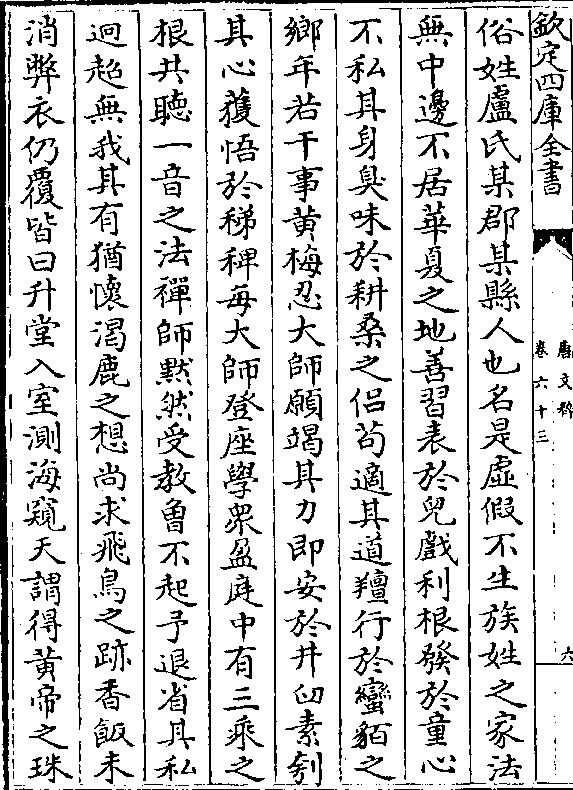 欽定四庫全書
唐文粹
卷六十三
六
俗姓盧氏某郡某縣人也名是虛假不生族姓之家法
無中邊不居華夏之地善習表於兒戲利根發於童心
不私其身臭味於耕桑之侣苟適其道羶行於蠻貊之
鄉年若干事黄梅忍大師願竭其力即安於井臼素刳
其心獲悟於稊稗每大師登座學衆盈庭中有三乘之
根共聽一音之法禪師黙然受教曾不起予退省其私
迥超無我其有猶懷渇鹿之想尚求飛鳥之跡香飯未
消弊衣仍覆皆曰升堂入室測海窺天謂得黄帝之珠